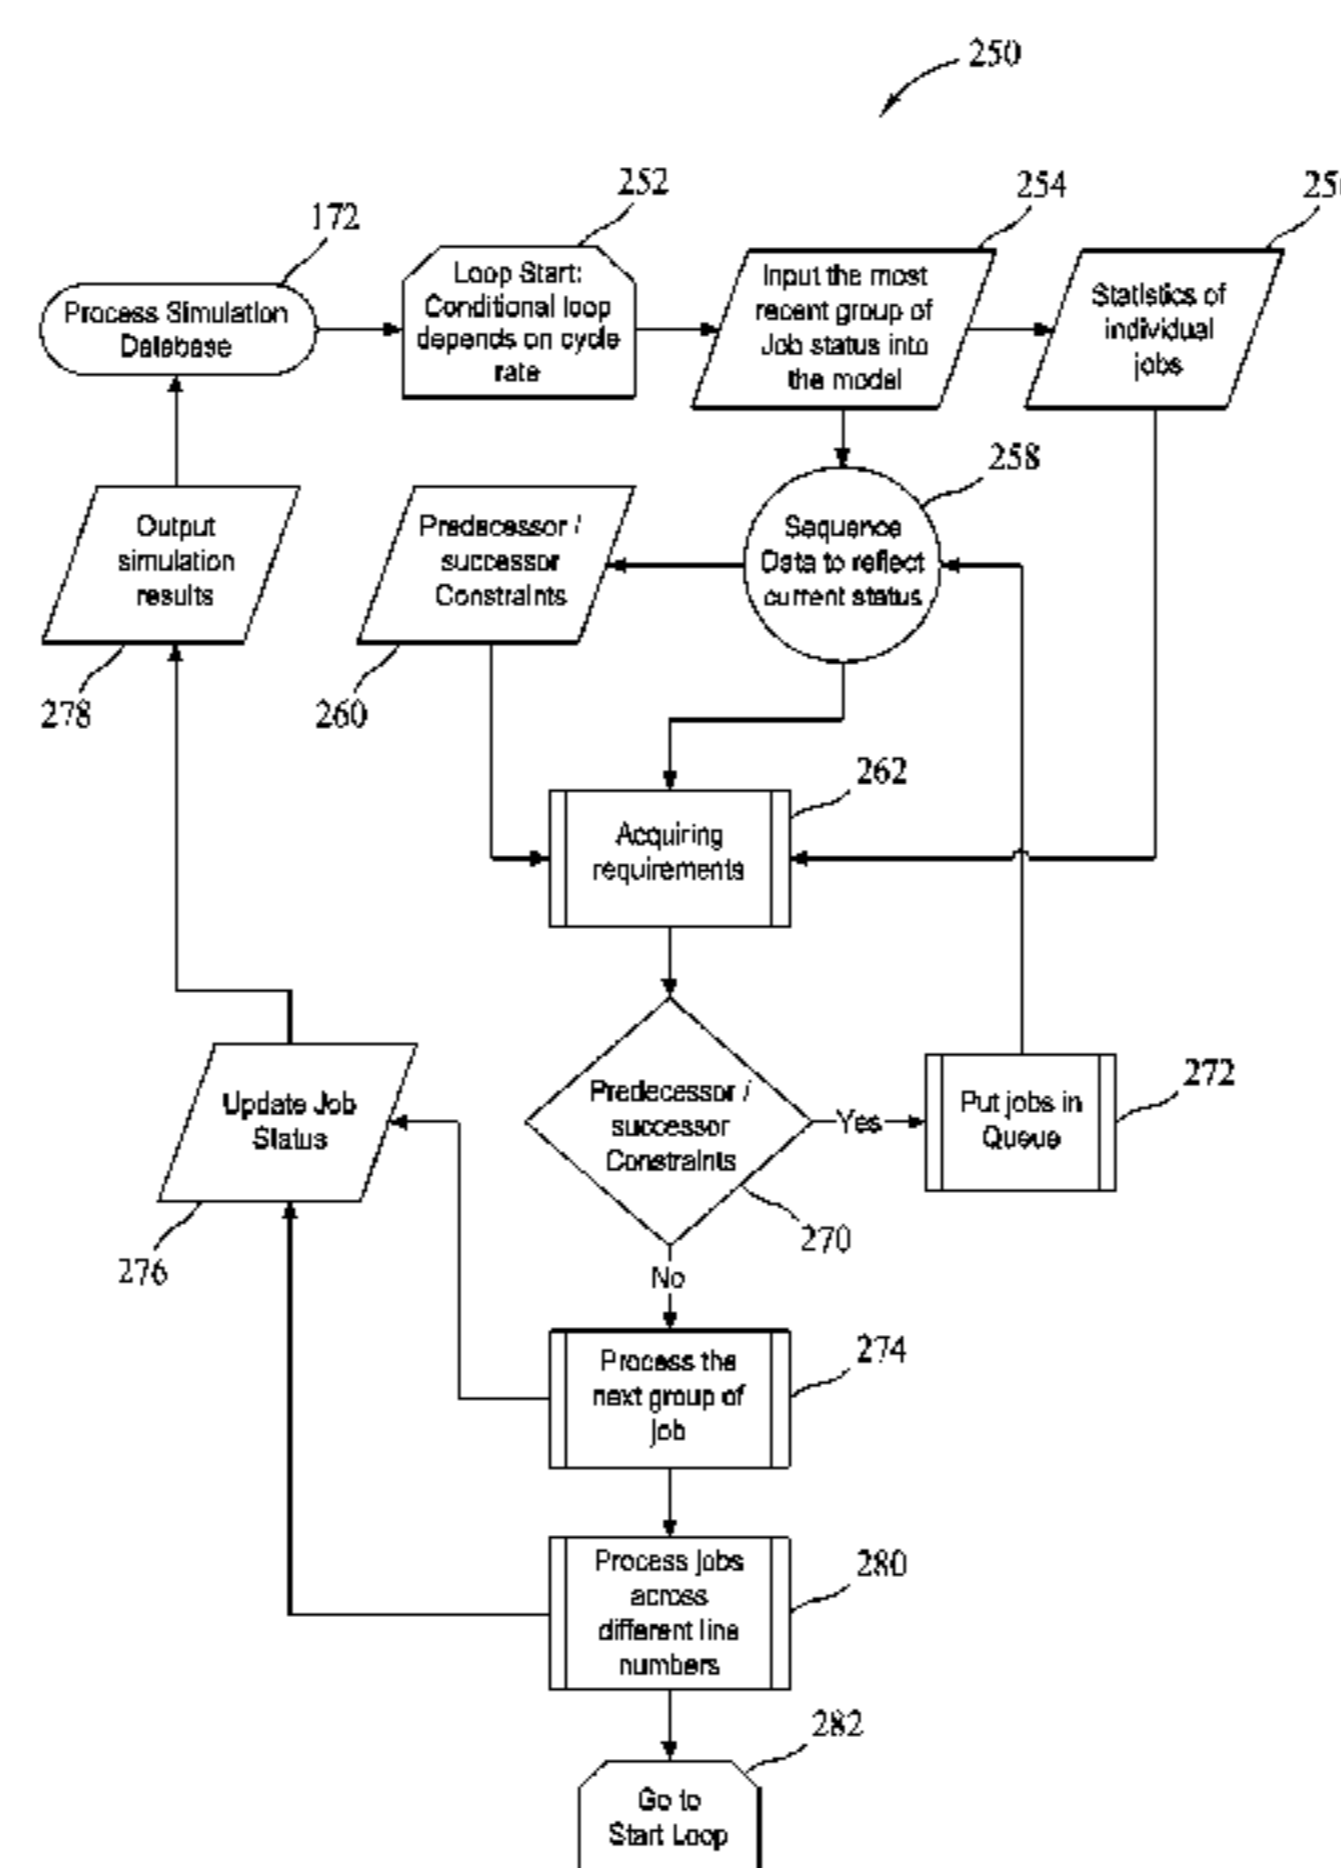 250
252
254
172
Process Simulation
Database
Loop Start:
Conditional loop
depends on cycle
rate
Input the most
recent group of
Job status into
the model
Statistics of
individual
jobs
258
Output
simulation
results
Predecessor /
successor
Constraints
Sequence
Data to reflect
current status
278
260
262
Acquiring
requirements
Update Job
Status
Predecessor /
successor
Constraints
Yes
Put jobs in
Queue
272
276
270
No
Process the
next group of
job
274
Process jobs
across
different line
numbers
280
282
Go to
Start Loop